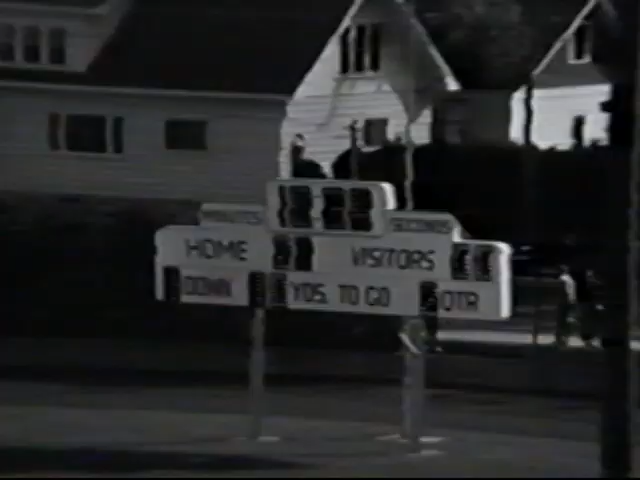 MINUTES SECONDS
HOME VISITORS
DOWN YDS. TO GO QTR